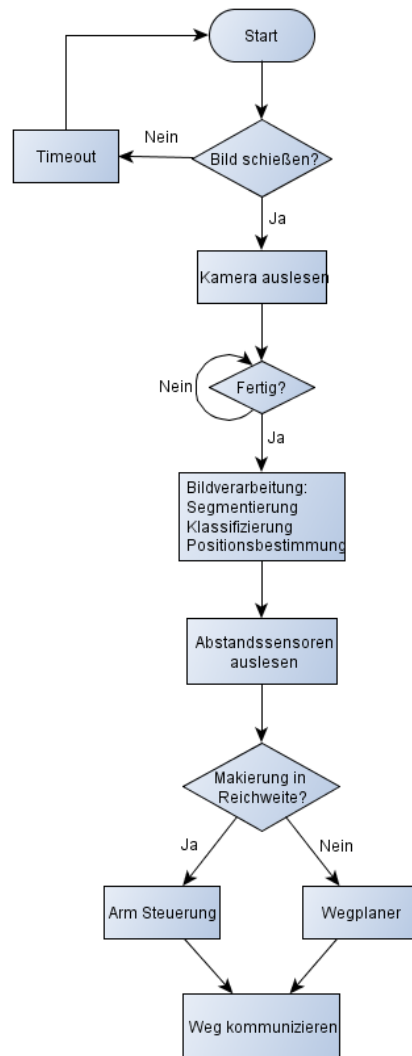 Start
Nein
Timeout
Bild schießen?
Ja
Kamera auslesen
Nein
Fertig?
Ja
Bildverarbeitung:
Segmentierung
Klassifizierung
Positionsbestimmung
Abstandssensoren
auslesen
Makierung in
Reichweite?
Ja
Nein
Arm Steuerung
Wegplaner
Weg kommunizieren